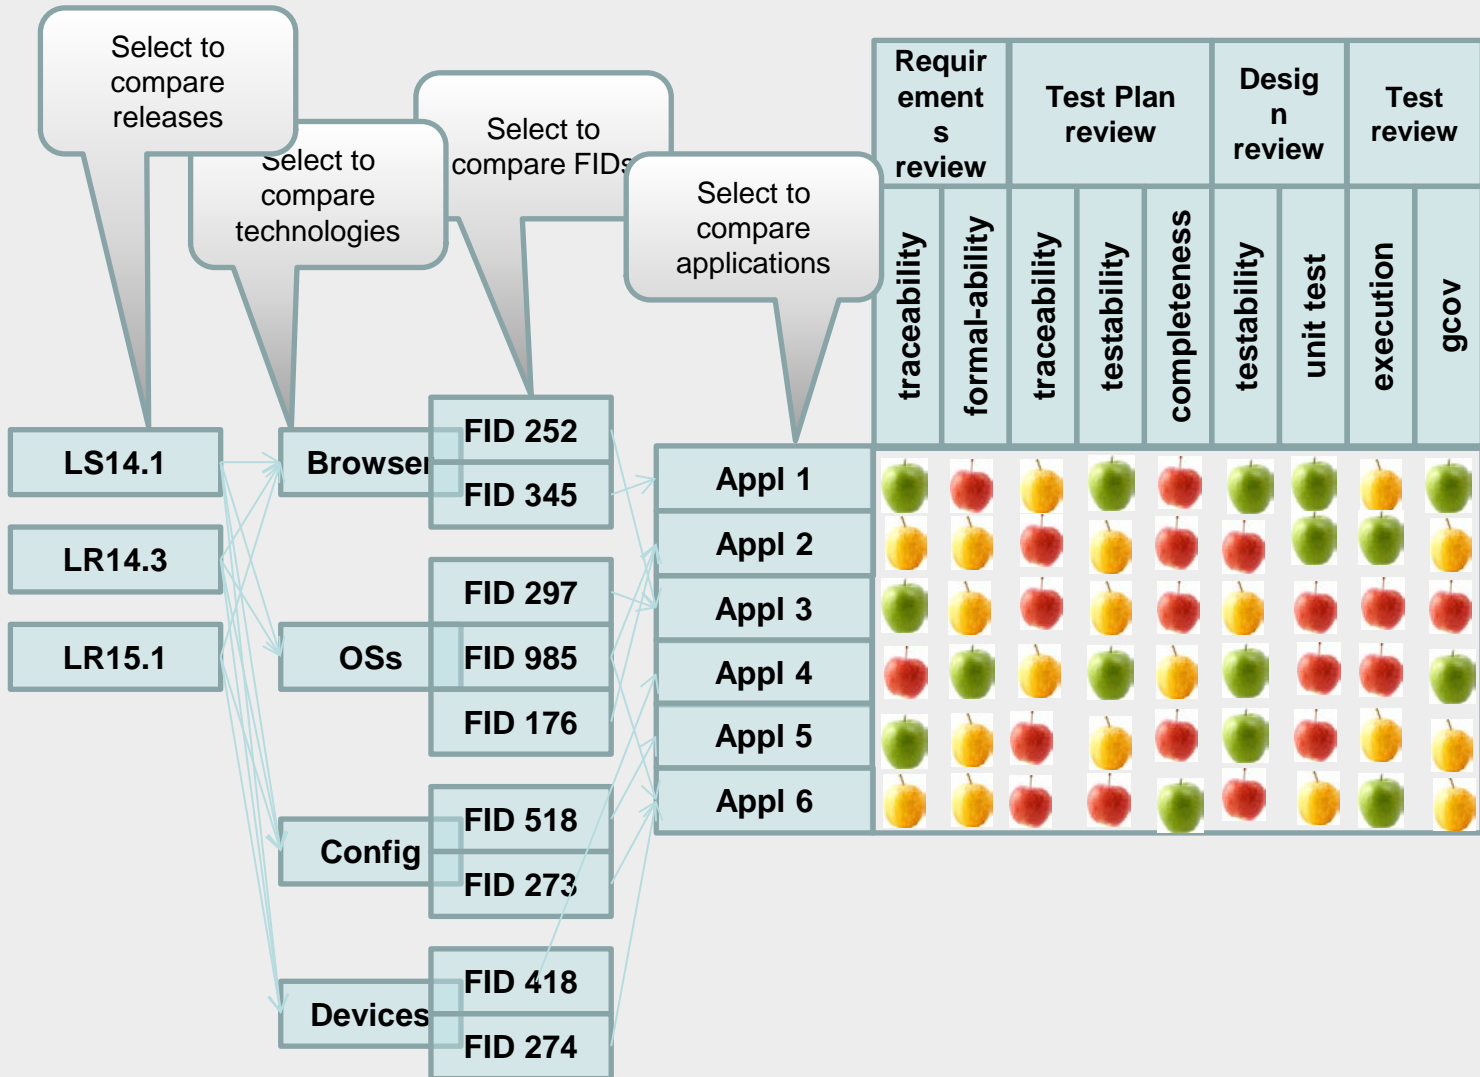 Select to
compare
releases
Select to
compare
technologies
Select to
compare FIDs
Select to
compare
applications
Requir
ement
s
review
Test Plan
review
Desig
n
review
Test
review
traceability
formal-ability
traceability
testability
completeness
testability
unit test
execution
gcov
LS14.1
LR14.3
LR15.1
Browser
OSs
Config
Devices
FID 252
FID 345
FID 297
FID 985
FID 176
FID 518
FID 273
FID 418
FID 274
Appl 1
Appl 2
Appl 3
Appl 4
Appl 5
Appl 6